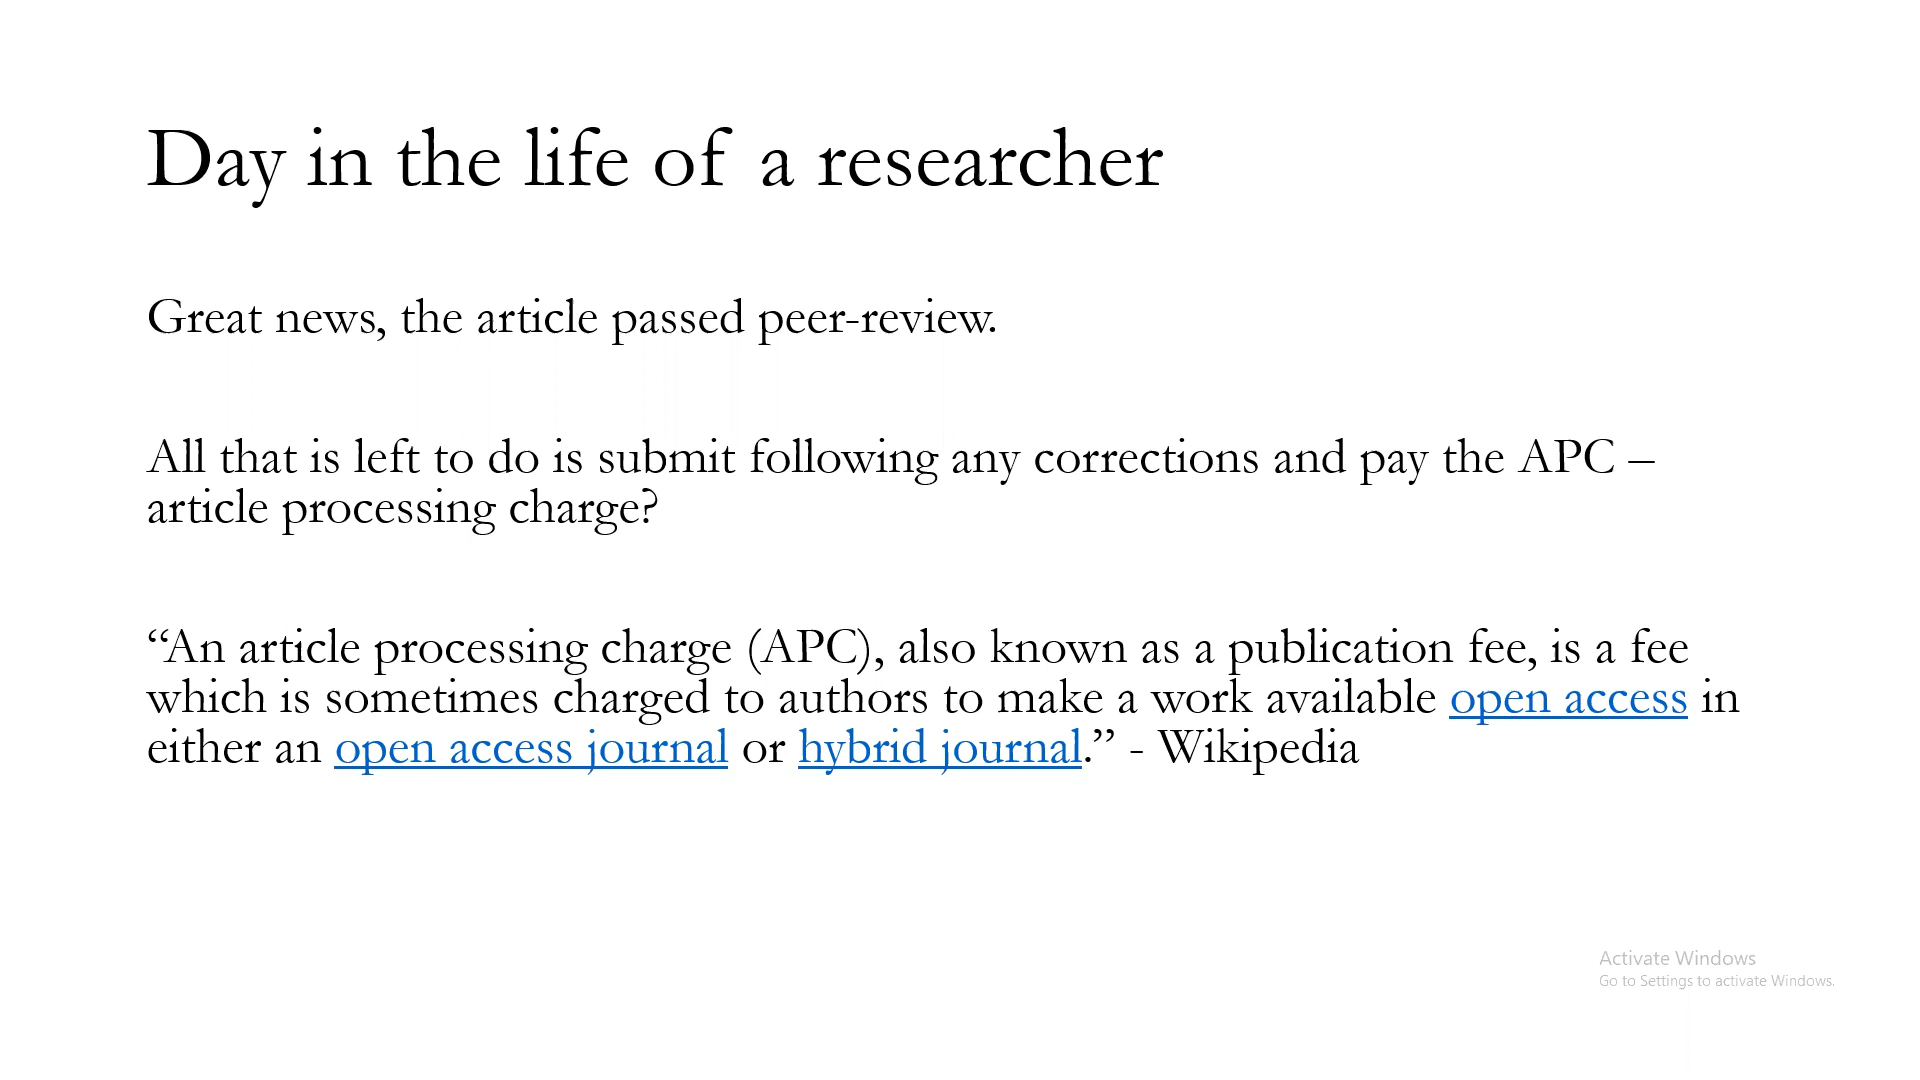 Day in the life of a researcher
Great news, the article passed peer-review.
All that is left to do is submit following any corrections and pay the APC –
article processing charge?
“An article processing charge (APC), also known as a publication fee, is a fee
which is sometimes charged to authors to make a work available open access in
either an open access journal or hybrid journal.” - Wikipedia
Activate Windows
Go to Settings to activate Windows.